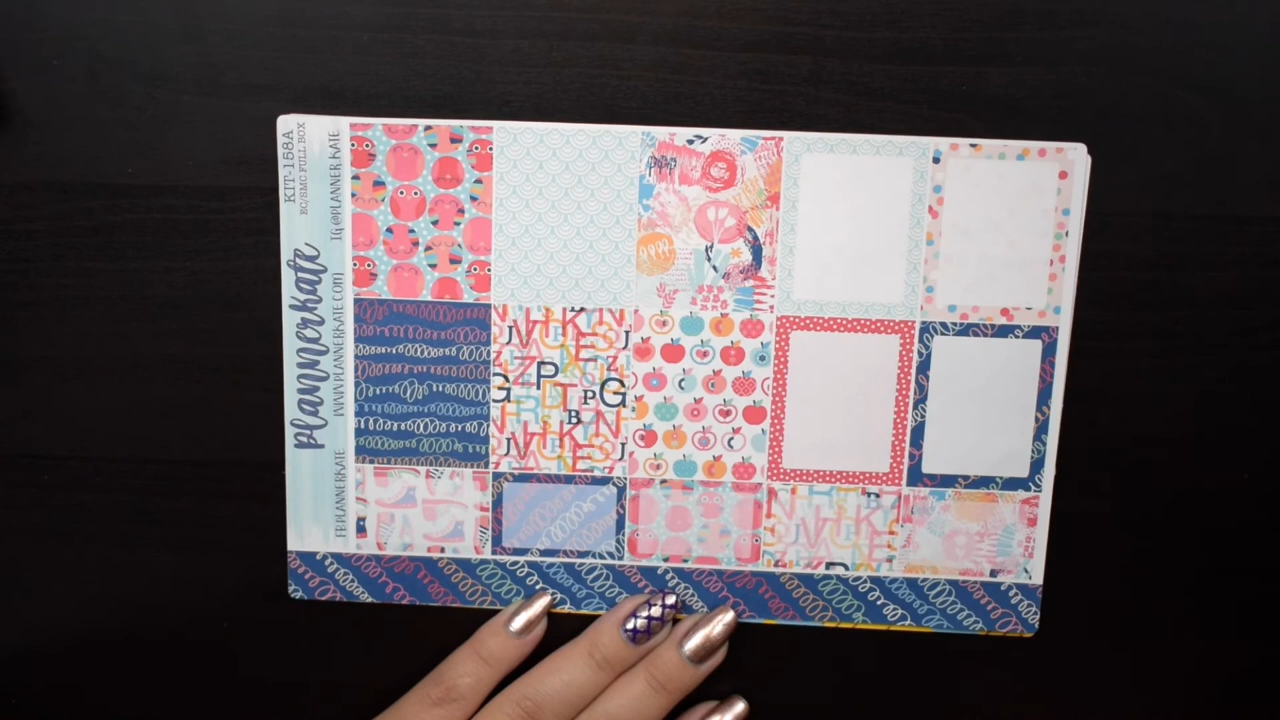 KIT-158A
EC/SMC FULL BOX
plannerkate
IG@PLANNER.KATE
WWW.PLANNERKATE.COM
FB:PLANNERKATE